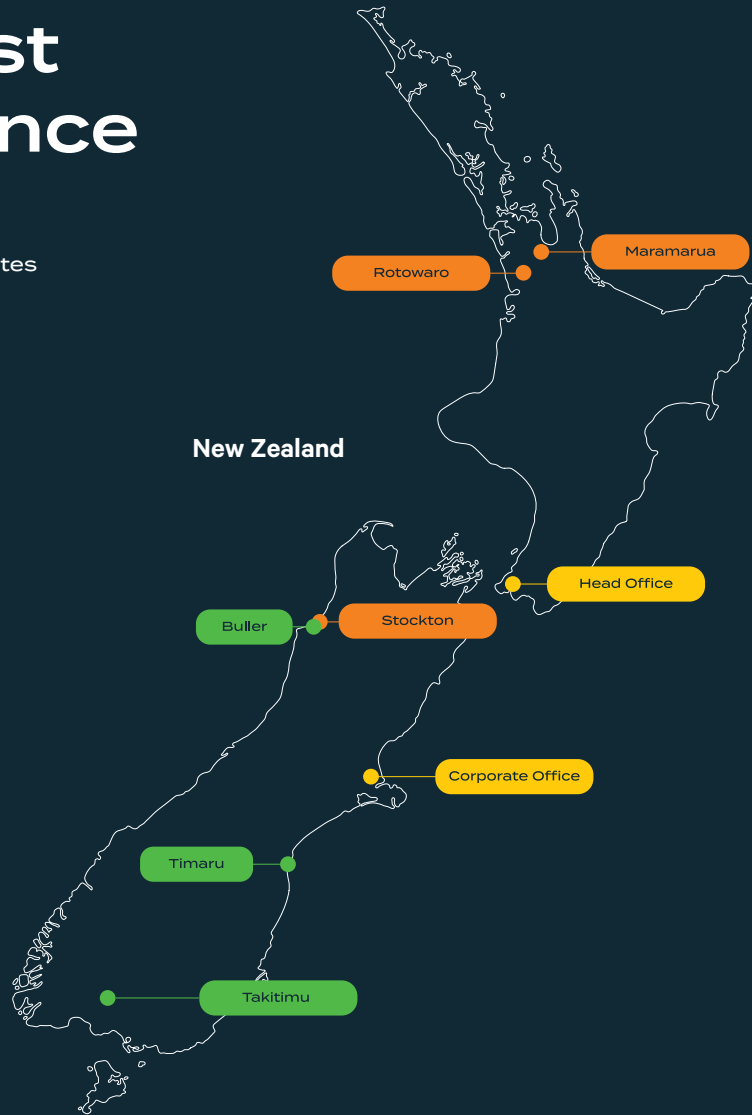 st
nce
tes
Maramarua
Rotowaro
New Zealand
Head Office
Buller
Stockton
Corporate Office
Timaru
Takitimu